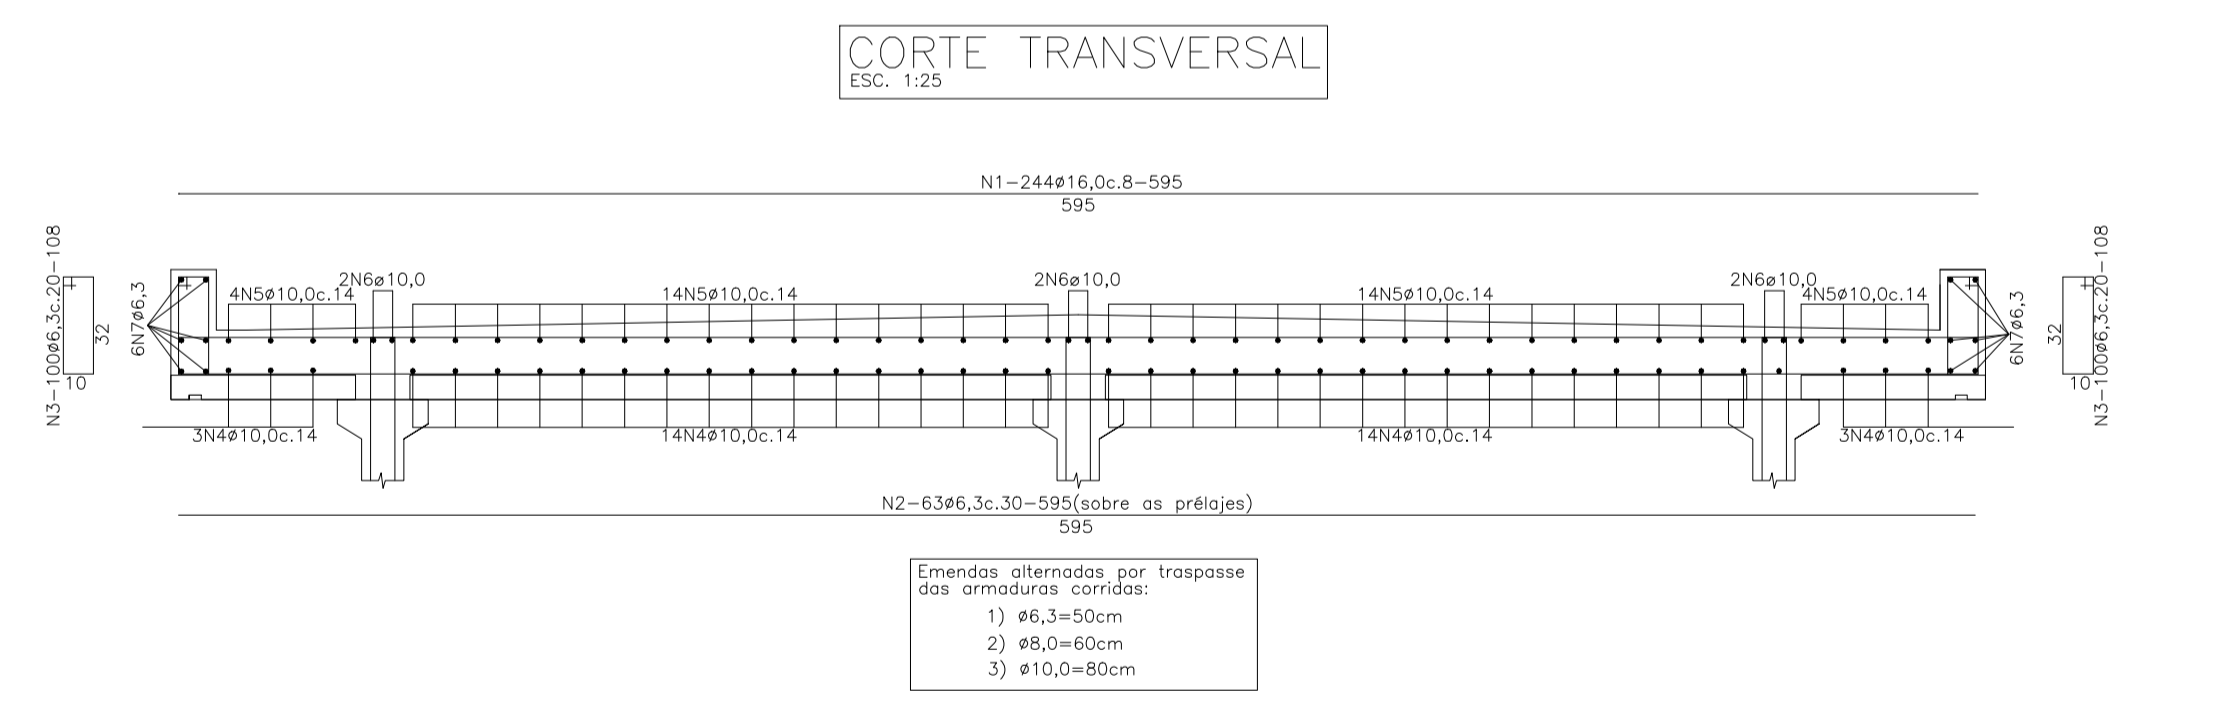 CORTE TRANSVERSAL
ESC. 1:25
N1-244ø16,0c.8-595
595
N3-100ø6,3c.20-108
32
10
6N7ø6,3
4N5ø10,0c.14
2N6ø10,0
14N5ø10,0c.14
2N6ø10,0
14N5ø10,0c.14
2N6ø10,0
4N5ø10,0c.14
6N7ø6,3
32
10
N3-100ø6,3c.20-108
3N4ø10,0c.14
14N4ø10,0c.14
14N4ø10,0c.14
3N4ø10,0c.14
N2-63ø6,3c.30-595(sobre as prélajes)
595
Emendas alternadas por traspasse
das armaduras corridas:
1) ø6,3=50cm
2) ø8,0=60cm
3) ø10,0=80cm